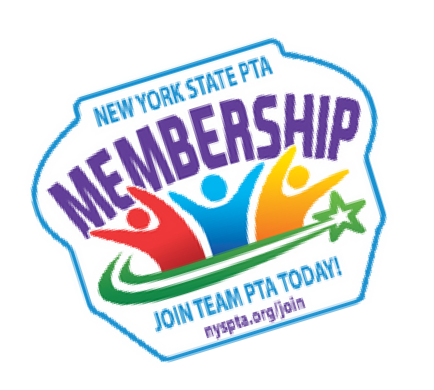 NEW YORK STATE PTA
MEMBERSHIP
JOIN TEAM PTA TODAY!
nyspta.org/join